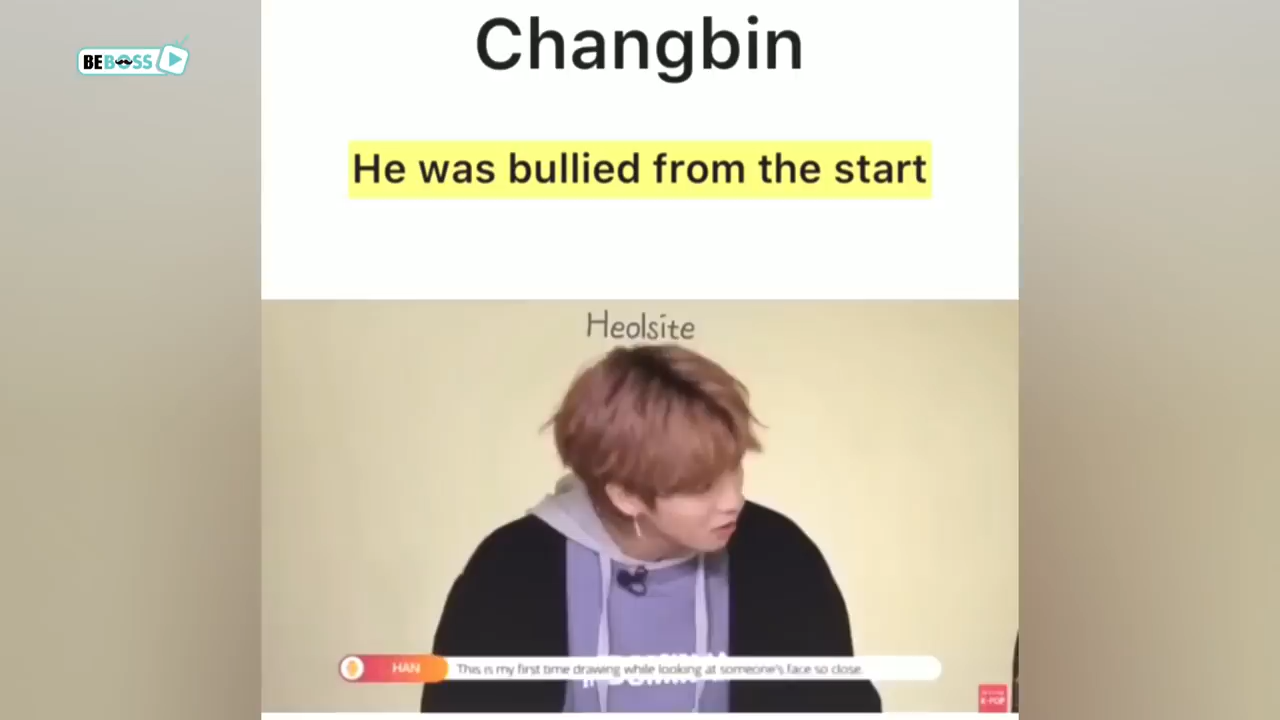 Changbin
BEBOSS
He was bullied from the start
Heolsite
HAN
This is my first time drawing while looking at someone's face so close.
K-POP